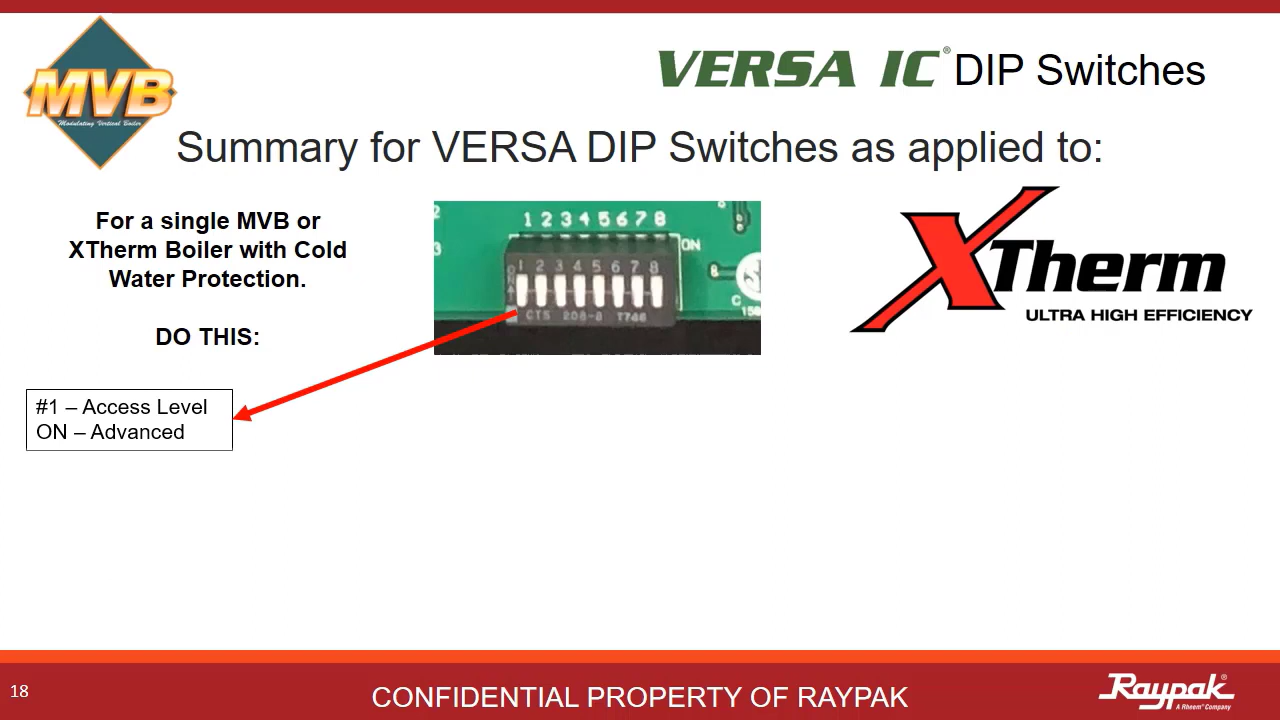 MVB
Modulating Vertical Boiler
VERSA IC® DIP Switches
Summary for VERSA DIP Switches as applied to:
For a single MVB or
XTherm Boiler with Cold
Water Protection.
DO THIS:
1 2 3 4 5 6 7 8
ON
1 2 3 4 5 6 7 8
CTS 208-8 T746
2
3
8
C
XTherm
ULTRA HIGH EFFICIENCY
#1 – Access Level
ON – Advanced
18
CONFIDENTIAL PROPERTY OF RAYPAK
Raypak®
A Rheem® Company